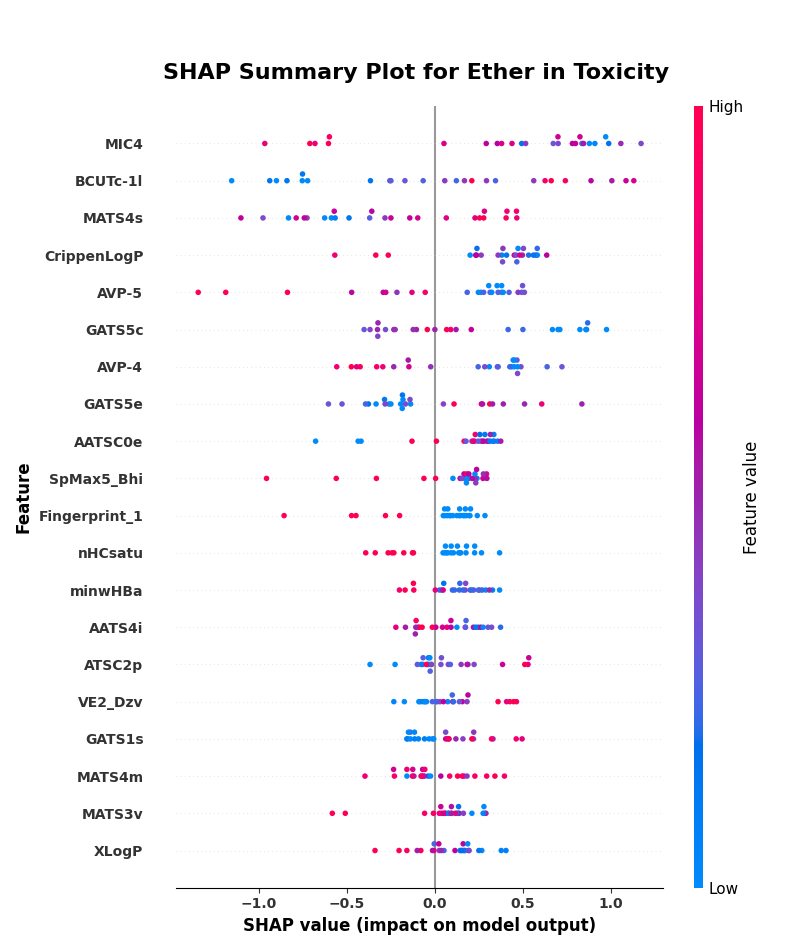 SHAP Summary Plot for Ether in Toxicity
High
MIC4
BCUTc-1l
MATS4s
CrippenLogP
AVP-5
GATS5c
AVP-4
GATS5e
AATSC0e
SpMax5_Bhi
Fingerprint_1
nHCsatu
minwHBa
AATS4i
ATSC2p
VE2_Dzv
GATS1s
MATS4m
MATS3v
XLogP
Feature
Feature value
Low
−1.0 −0.5 0.0 0.5 1.0
SHAP value (impact on model output)